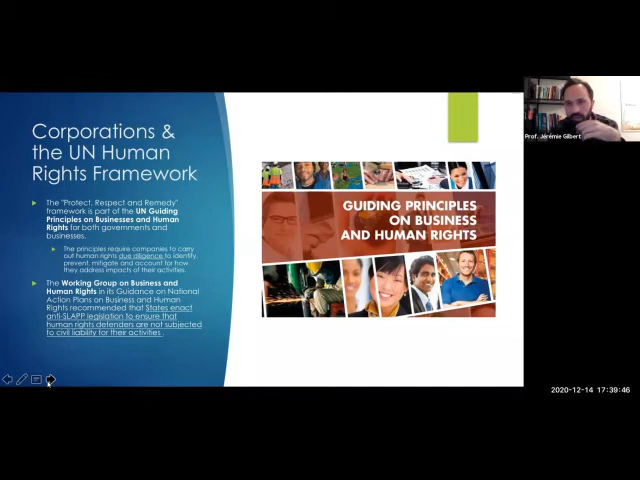 Corporations &
the UN Human
Rights Framework
The "Protect, Respect and Remedy"
framework is part of the UN Guiding
Principles on Businesses and Human
Rights for both governments and
businesses.
The principles require companies to carry
out human rights due diligence to identify,
prevent, mitigate and account for how
they address impacts of their activities.
The Working Group on Business and
Human Rights in its Guidance on National
Action Plans on Business and Human
Rights recommended that States enact
anti-SLAPP legislation to ensure that
human rights defenders are not subjected
to civil liability for their activities .
GUIDING PRINCIPLES
ON BUSINESS
AND HUMAN RIGHTS
Prof. Jérémie Gilbert
2020-12-14 17:39:46